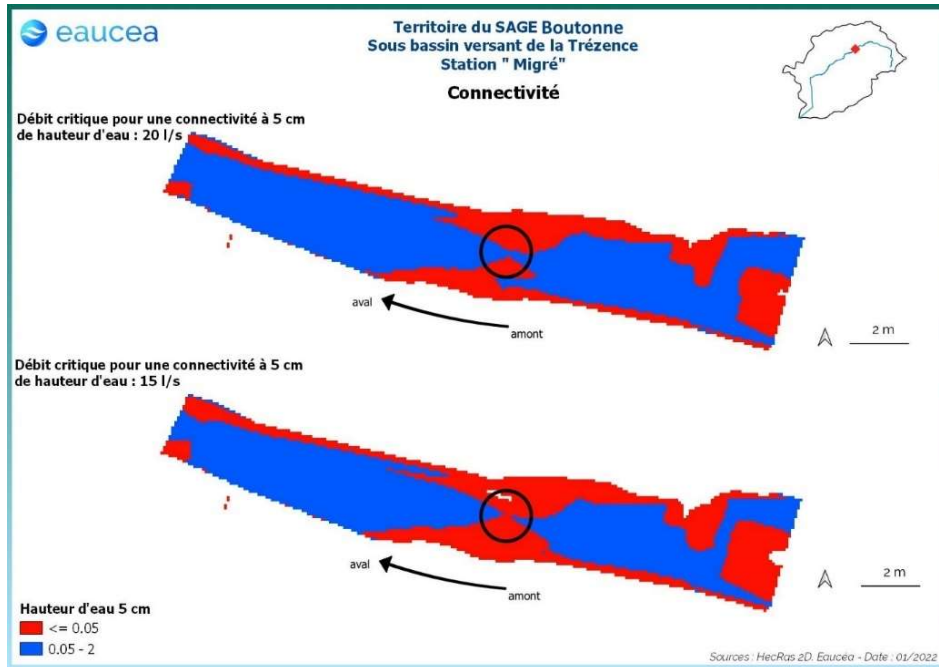 eaucea
Territoire du SAGE Boutonne
Sous bassin versant de la Trézence
Station " Migré"
Connectivité
Débit critique pour une connectivité à 5 cm
de hauteur d'eau : 20 l/s
aval
amont
2 m
Débit critique pour une connectivité à 5 cm
de hauteur d'eau : 15 l/s
aval
amont
2 m
Hauteur d'eau 5 cm
<= 0.05
0.05 - 2
Sources : HecRas 2D. Eaucéa - Date : 01/2022